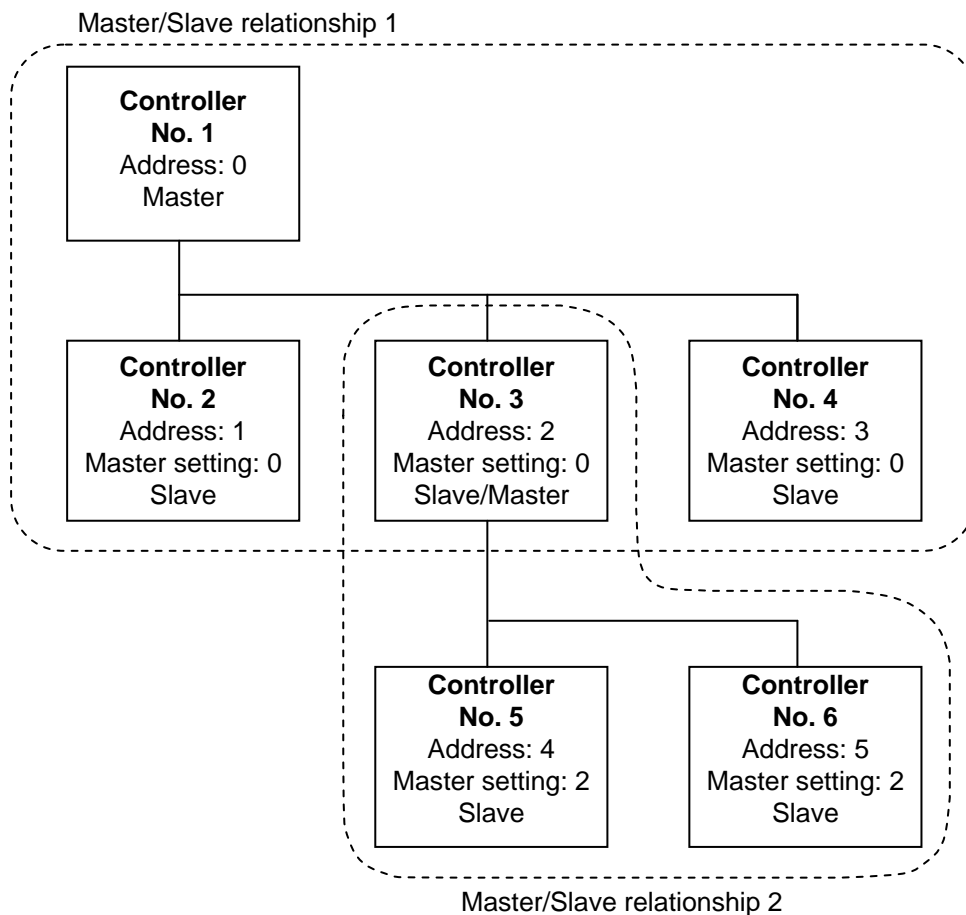 Master/Slave relationship 1
Controller
No. 1
Address: 0
Master
Controller
No. 2
Address: 1
Master setting: 0
Slave
Controller
No. 3
Address: 2
Master setting: 0
Slave/Master
Controller
No. 4
Address: 3
Master setting: 0
Slave
Controller
No. 5
Address: 4
Master setting: 2
Slave
Controller
No. 6
Address: 5
Master setting: 2
Slave
Master/Slave relationship 2